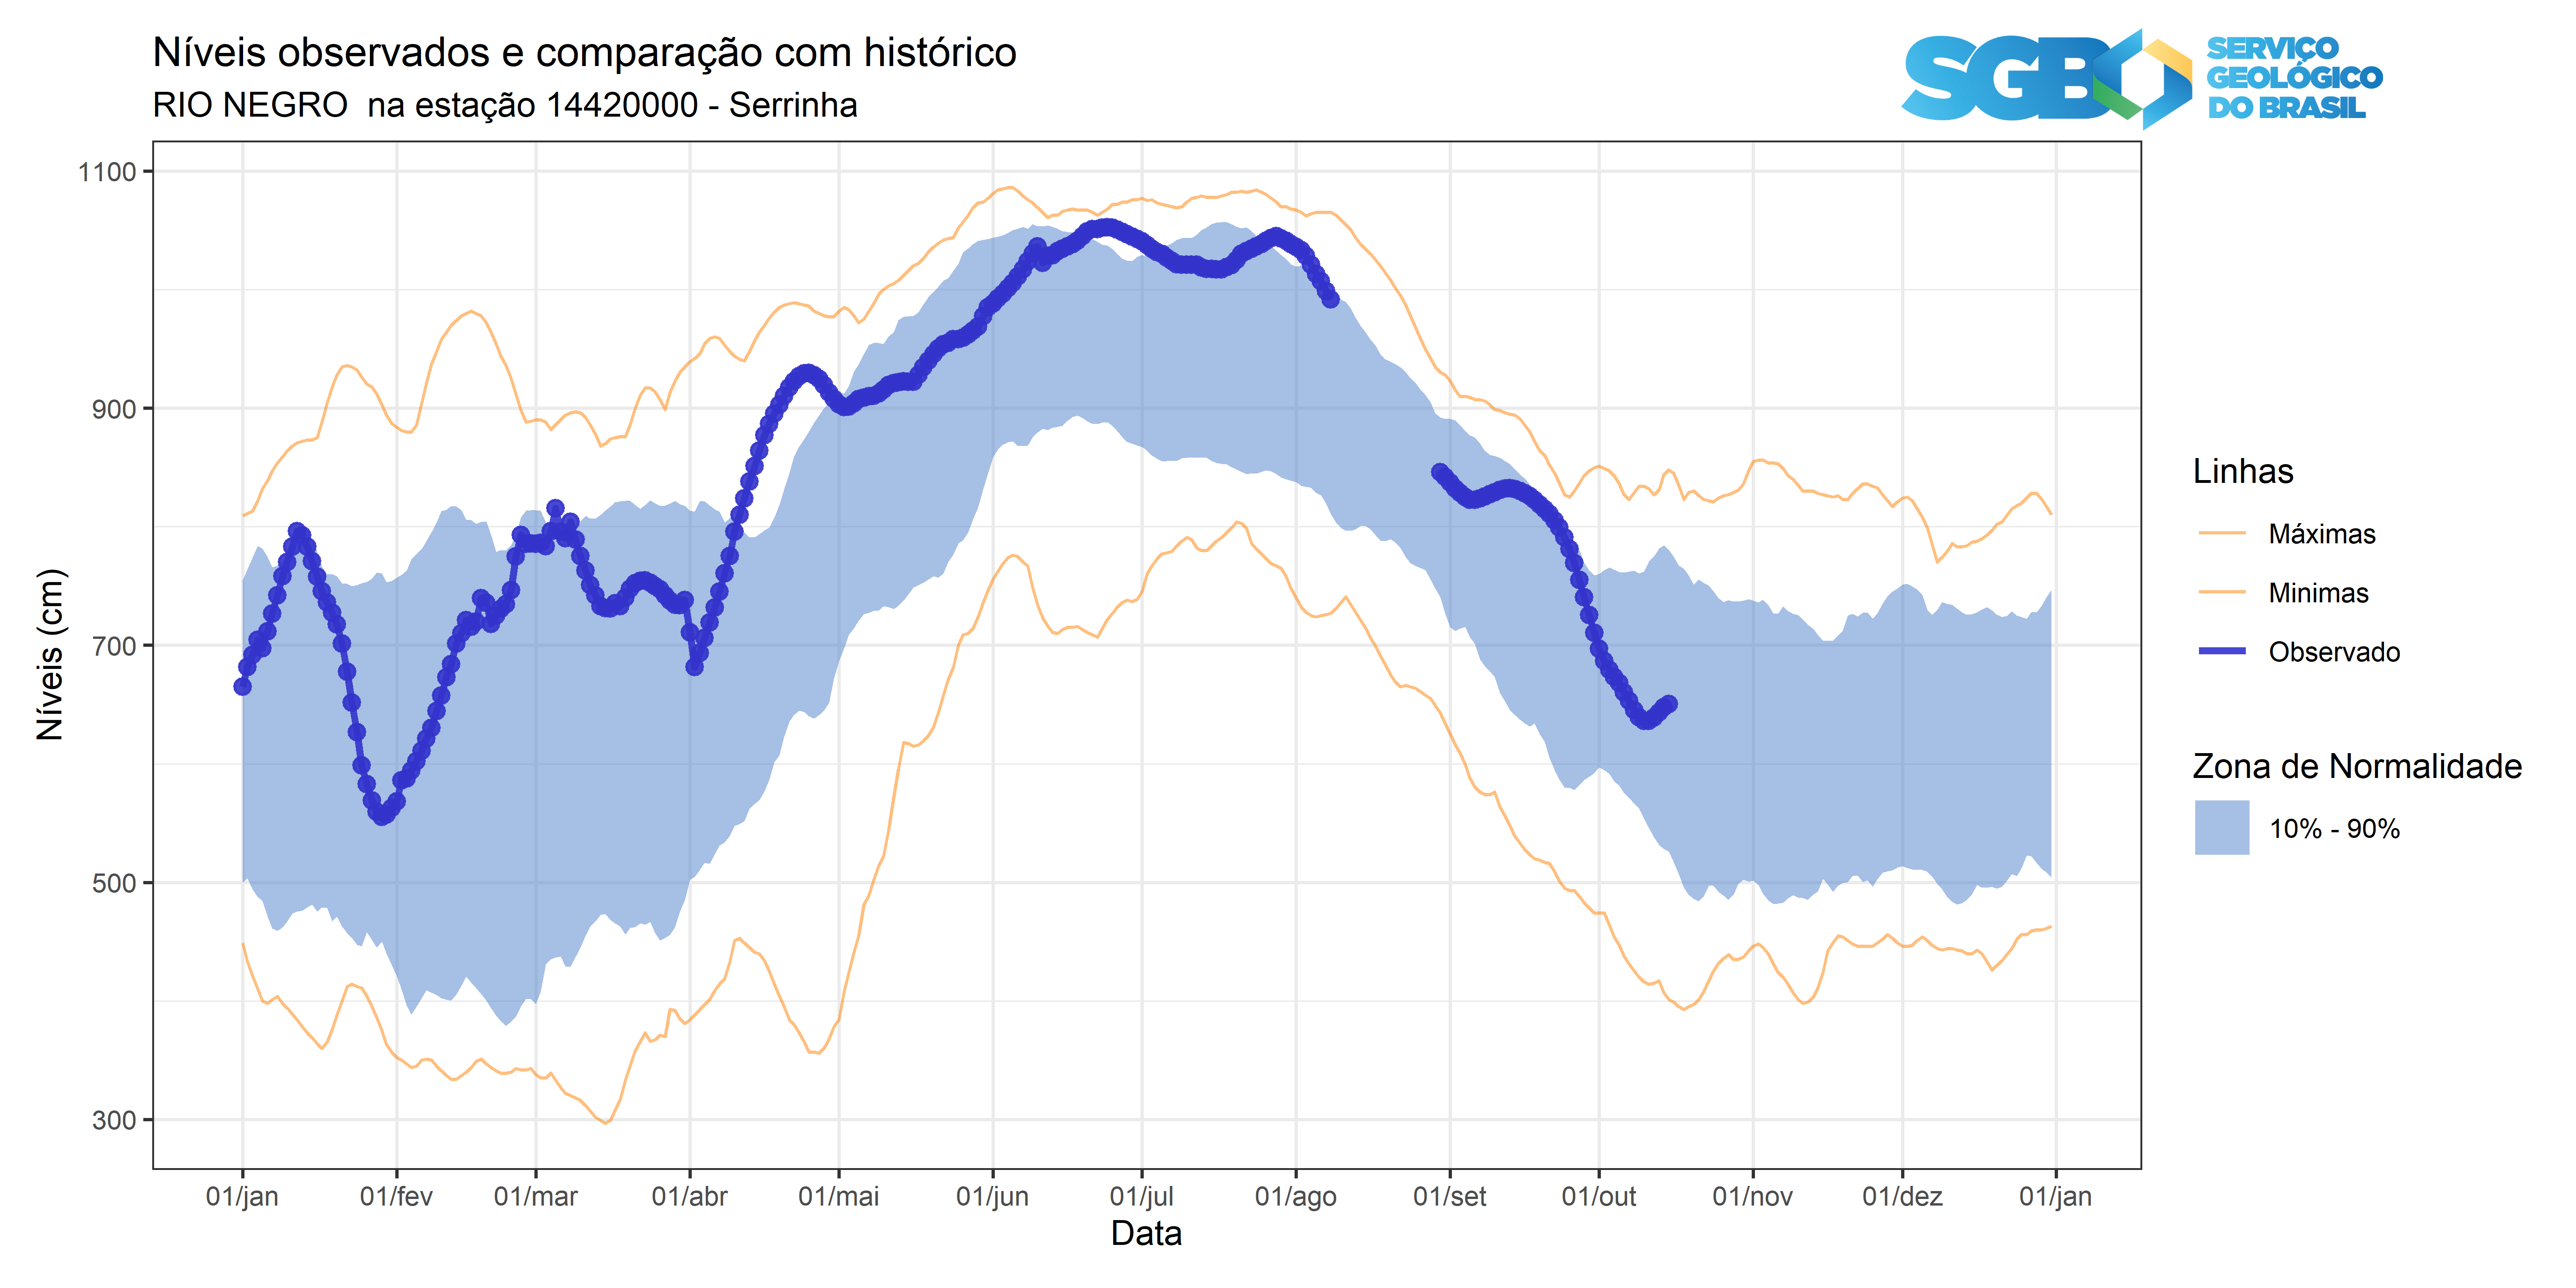 Níveis observados e comparação com histórico
RIO NEGRO na estação 14420000 - Serrinha
SGB
SERVIÇO
GEOLÓGICO
DO BRASIL
1100
900
700
500
300
Níveis (cm)
01/jan 01/fev 01/mar 01/abr 01/mai 01/jun 01/jul 01/ago 01/set 01/out 01/nov 01/dez 01/jan
Data
Linhas
Máximas
Minimas
Observado
Zona de Normalidade
10% - 90%